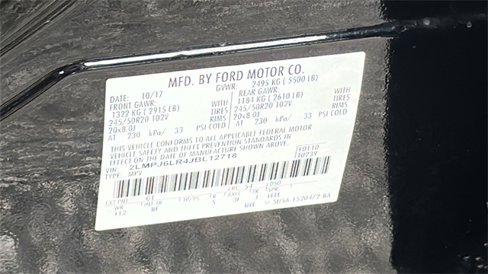 MFD. BY FORD MOTOR CO.
DATE: 10/17 GVWR: 2495 KG (5500 LB)
FRONT GAWR: REAR GAWR:
1322 KG (2915 LB) WITH 1184 KG (2610 LB) WITH
245/50R20 102V TIRES 245/50R20 102V TIRES
20x8.0J RIMS 20x8.0J RIMS
AT 230 kPa/ 33 PSI COLD AT 230 kPa/ 33 PSI COLD
THIS VEHICLE CONFORMS TO ALL APPLICABLE FEDERAL MOTOR
VEHICLE SAFETY AND THEFT PREVENTION STANDARDS IN
EFFECT ON THE DATE OF MANUFACTURE SHOWN ABOVE.
VIN: 2LMPJ6LR4JBL12716
TYPE: MPV